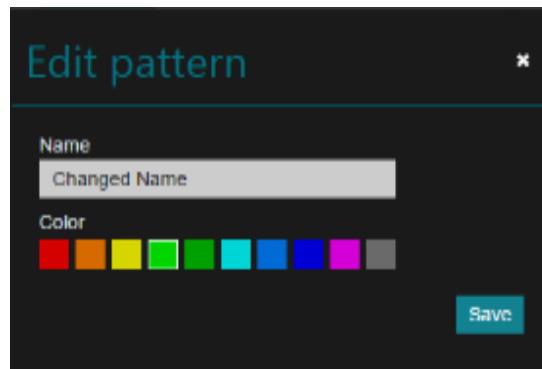 Edit pattern
Name
Changed Name
Color
Save